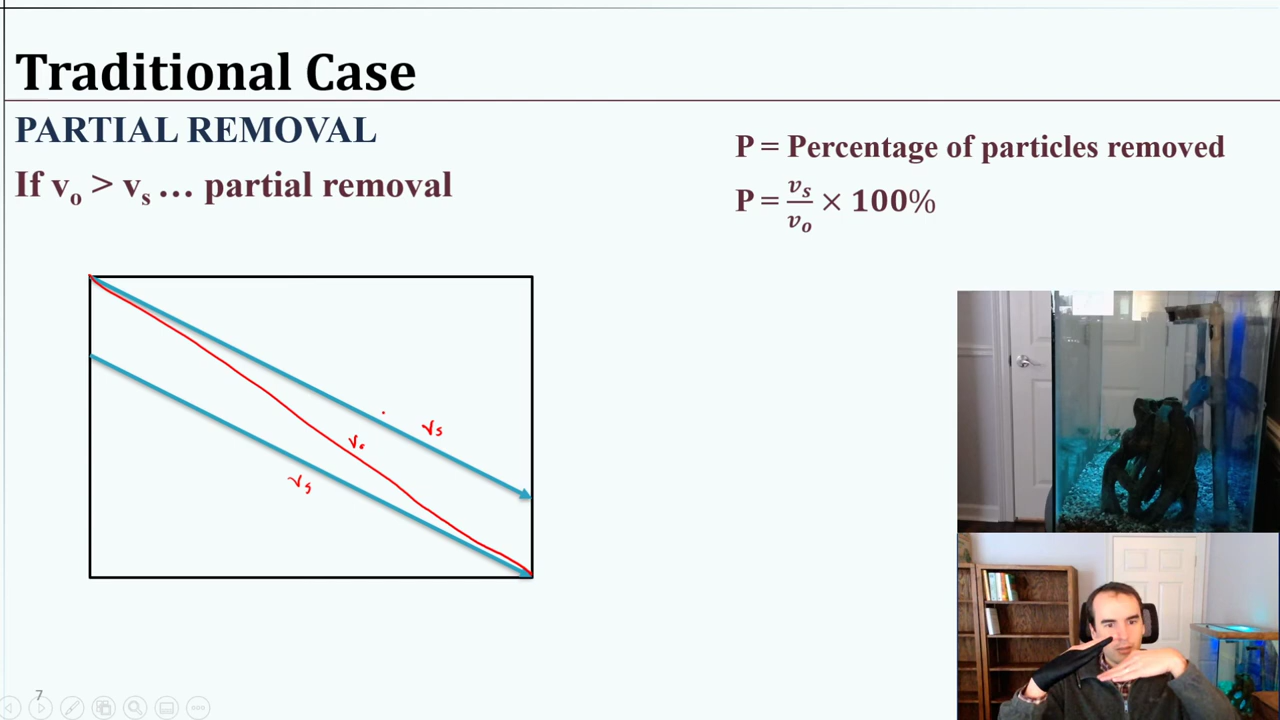 Traditional Case
PARTIAL REMOVAL
If vo > vs … partial removal
P = Percentage of particles removed
P = vs/vo × 100%
vs
vo
vs
7